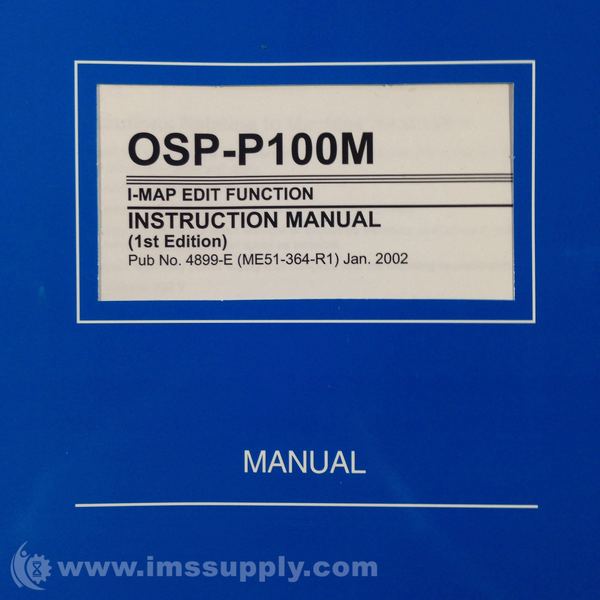 OSP-P100M
I-MAP EDIT FUNCTION
INSTRUCTION MANUAL
(1st Edition)
Pub No. 4899-E (ME51-364-R1) Jan. 2002
MANUAL
www.imssupply.com